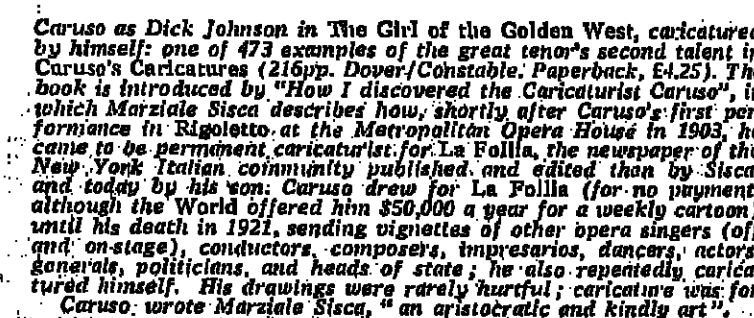 Caruso as Dick Johnson in The Girl of the Golden West, caricature
by himself: one of 473 examples of the great tenor's second talent i
Caruso's Caricatures (216pp. Dover/Constable. Paperback, £4.25). Th
book is introduced by "How I discovered the Caricaturist Caruso", i
which Marziale Sisca describes how, shortly after Caruso's first per
formance in Rigoletto at the Metropolitan Opera House in 1903, h
came to be permanent caricaturist for La Follia, the newspaper of th
New York Italian community published and edited then by Sisca
and today by his son. Caruso drew for La Follia (for no payment
although the World offered him $50,000 a year for a weekly cartoon
until his death in 1921, sending vignettes of other opera singers (of
and on-stage), conductors, composers, impresarios, dancers, actors
generals, politicians, and heads of state; he also repeatedly carica
tured himself. His drawings were rarely hurtful; caricature was for
Caruso, wrote Marziale Sisca, "an aristocratic and kindly art".